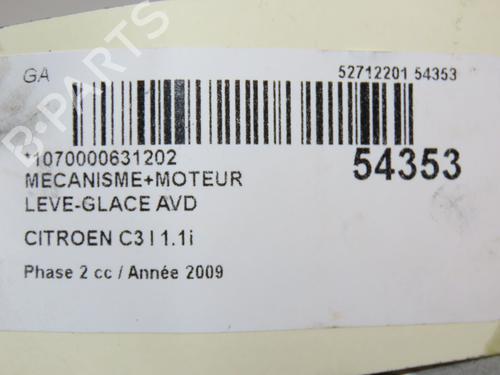 GA
52712201 54353
1070000631202
54353
MECANISME+MOTEUR
LEVE-GLACE AVD
CITROEN C3 I 1.1i
Phase 2 cc / Année 2009
B-PARTS